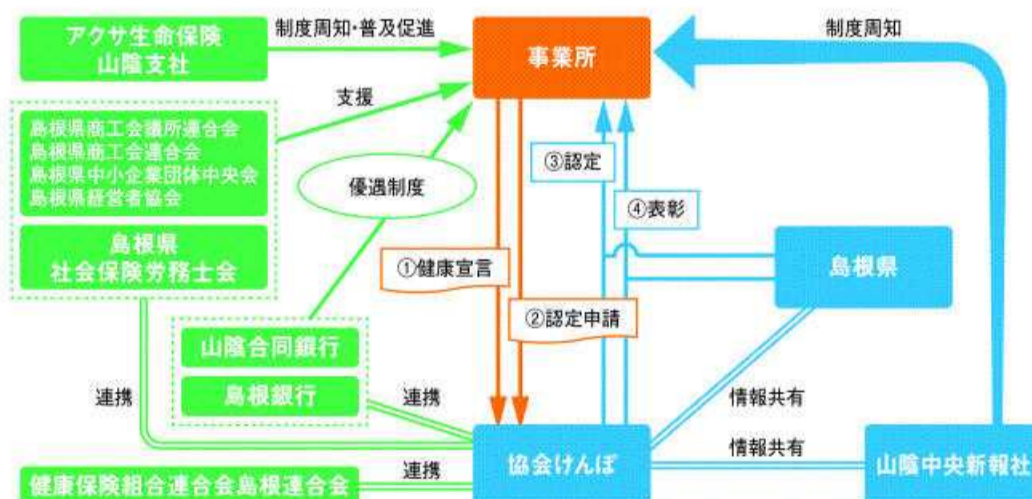 アクサ生命保険
山陰支社
制度周知・普及促進
事業所
制度周知
支援
島根県商工会議所連合会
島根県商工会連合会
島根県中小企業団体中央会
島根県経営者協会
優遇制度
③認定
④表彰
島根県
社会保険労務士会
①健康宣言
島根県
②認定申請
山陰合同銀行
島根銀行
連携
連携
情報共有
協会けんぽ
情報共有
山陰中央新報社
健康保険組合連合会島根連合会
連携